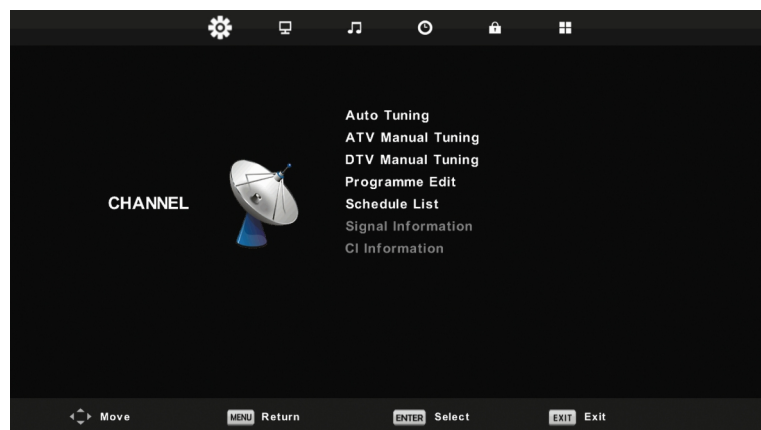 CHANNEL
Auto Tuning
ATV Manual Tuning
DTV Manual Tuning
Programme Edit
Schedule List
Signal Information
CI Information
Move MENU Return ENTER Select EXIT Exit